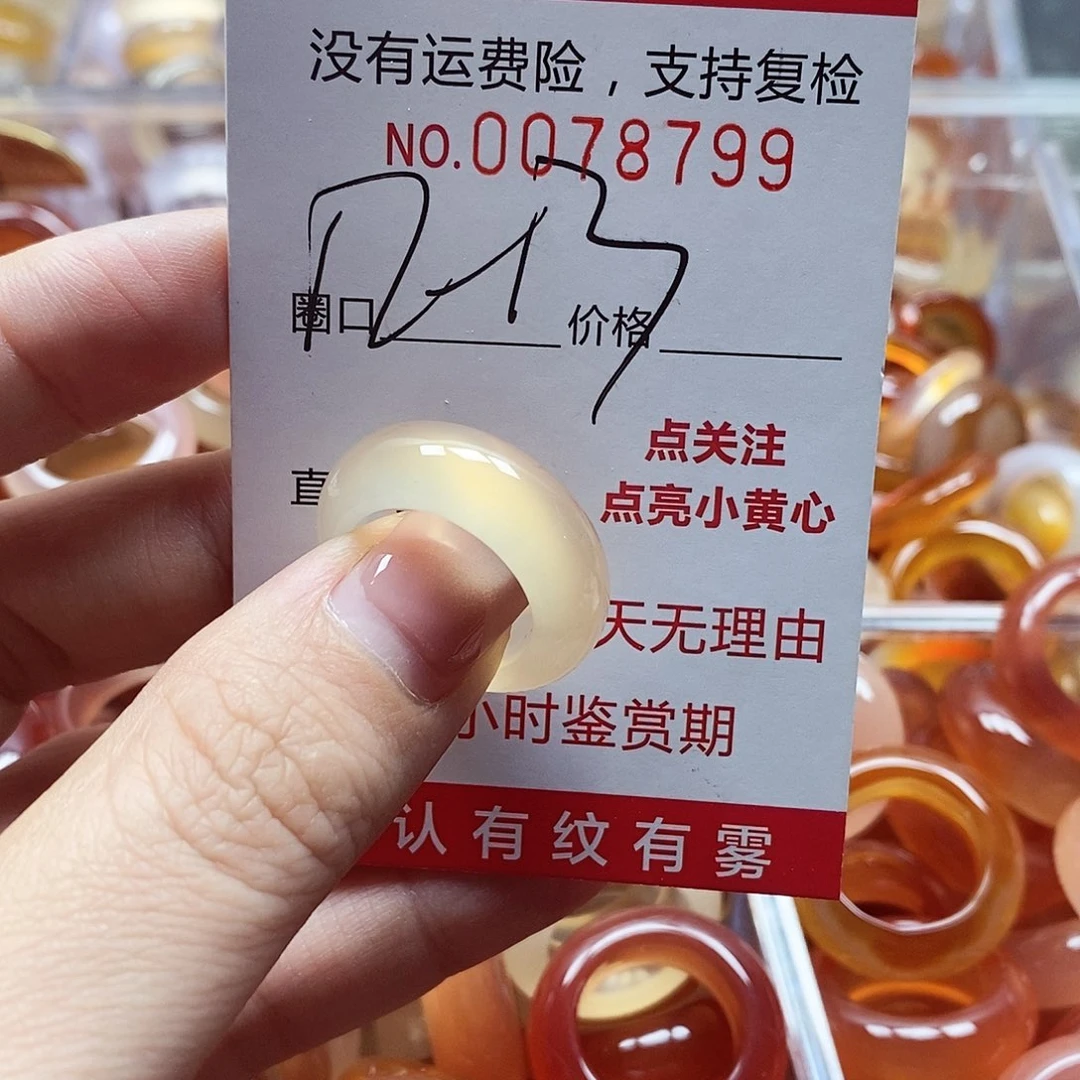 没有运费险，支持复检
NO.0078799
圈口 价格
直
点关注
点亮小黄心
天无理由
小时鉴赏期
认有纹有雾